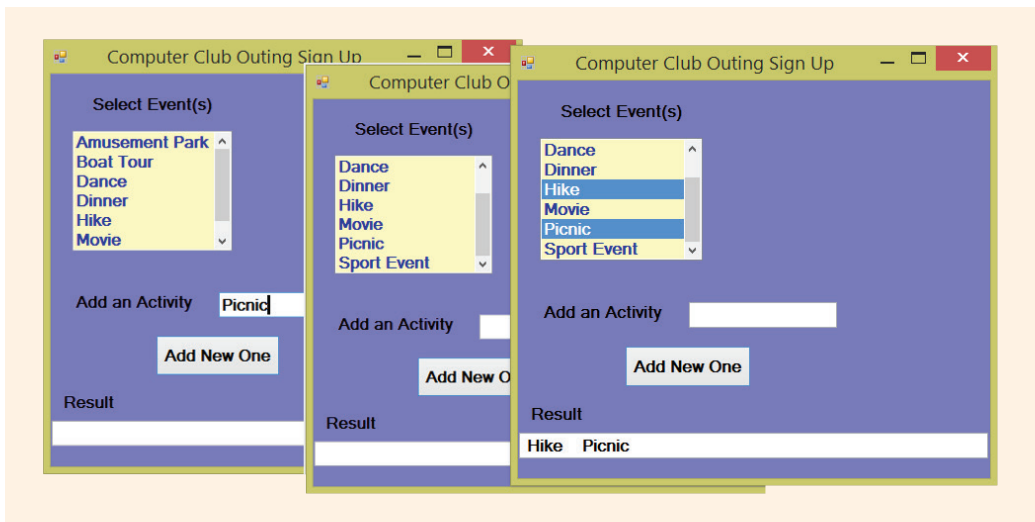 Computer Club Outing Sign Up
Select Event(s)
Amusement Park
Boat Tour
Dance
Dinner
Hike
Movie
Add an Activity
Picnic
Add New One
Result
Computer Club O
Select Event(s)
Dance
Dinner
Hike
Movie
Picnic
Sport Event
Add an Activity
Add New O
Result
Computer Club Outing Sign Up
Select Event(s)
Dance
Dinner
Hike
Movie
Picnic
Sport Event
Add an Activity
Add New One
Result
Hike Picnic